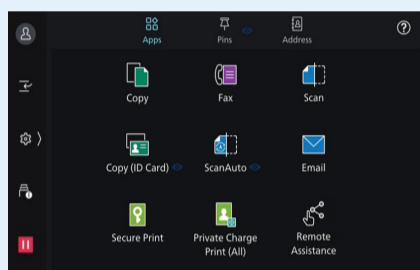 Apps
Pins
Address
Copy
Fax
Scan
Copy (ID Card)
ScanAuto
Email
Secure Print
Private Charge
Print (All)
Remote
Assistance